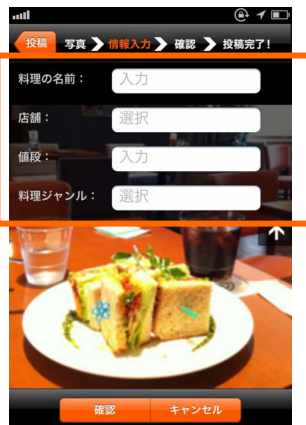 投稿 写真 情報入力 確認 投稿完了!
料理の名前: 入力
店舗: 選択
値段: 入力
料理ジャンル: 選択
確認 キャンセル